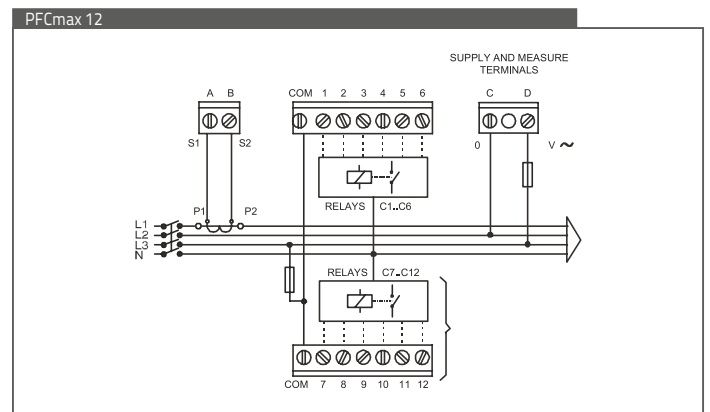 PFCmax 12
SUPPLY AND MEASURE
TERMINALS
A B
COM 1 2 3 4 5 6
C D
S1 S2
0 V ~
RELAYS C1..C6
P1 P2
L1
L2
L3
N
RELAYS C7..C12
COM 7 8 9 10 11 12